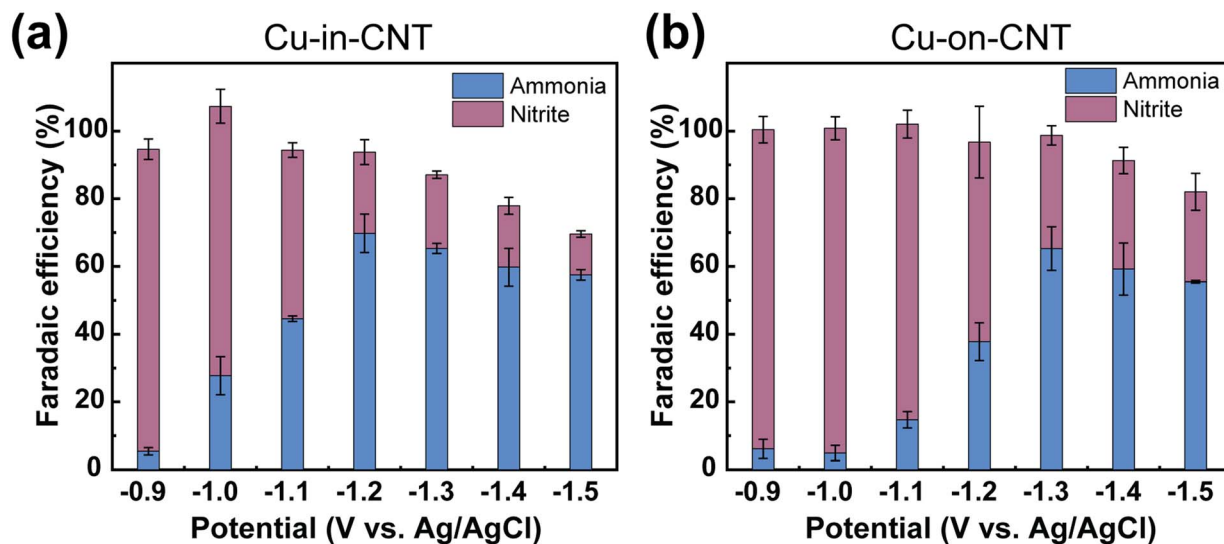 (a)
Cu-in-CNT
Ammonia
Nitrite
Faradaic efficiency (%)
100
80
60
40
20
0
-0.9 -1.0 -1.1 -1.2 -1.3 -1.4 -1.5
Potential (V vs. Ag/AgCl)
(b)
Cu-on-CNT
Ammonia
Nitrite
Faradaic efficiency (%)
100
80
60
40
20
0
-0.9 -1.0 -1.1 -1.2 -1.3 -1.4 -1.5
Potential (V vs. Ag/AgCl)